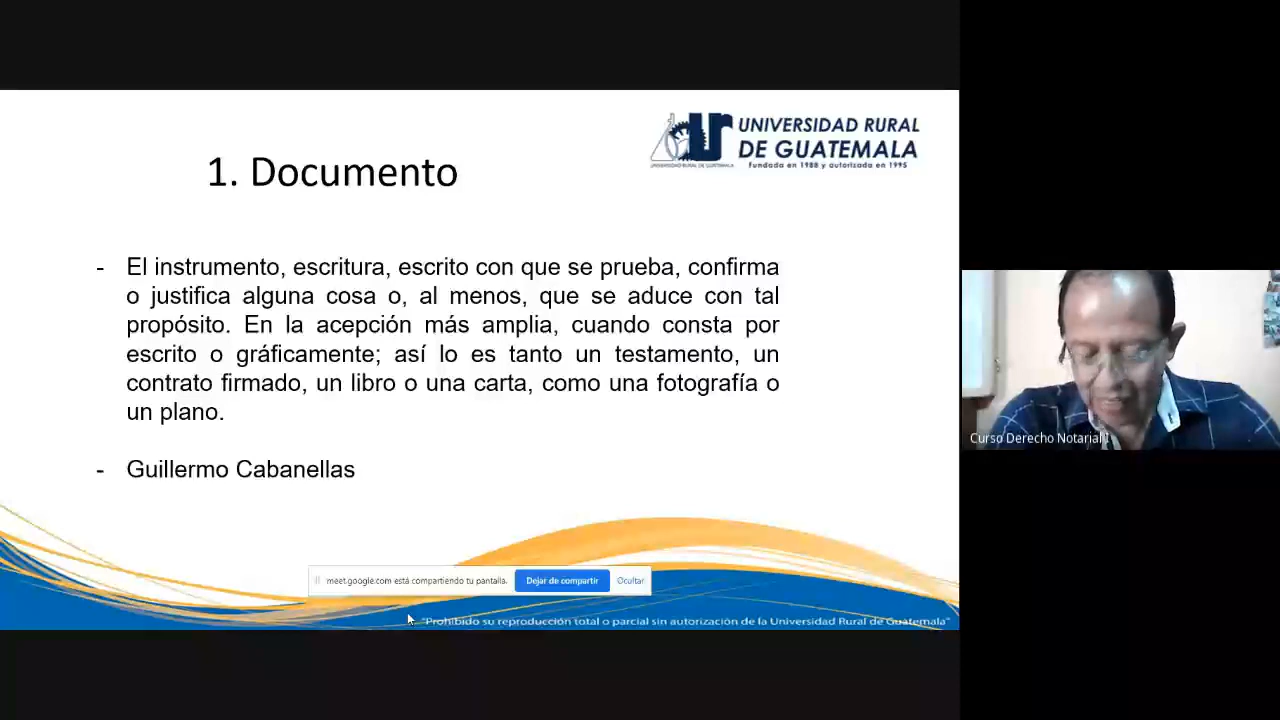 UNIVERSIDAD RURAL
DE GUATEMALA
UNIVERSIDAD RURAL DE GUATEMALA
Fundada en 1988 y autorizada en 1995
1. Documento
- El instrumento, escritura, escrito con que se prueba, confirma
o justifica alguna cosa o, al menos, que se aduce con tal
propósito. En la acepción más amplia, cuando consta por
escrito o gráficamente; así lo es tanto un testamento, un
contrato firmado, un libro o una carta, como una fotografía o
un plano.
- Guillermo Cabanellas
Curso Derecho Notarial I
meet.google.com está compartiendo tu pantalla.
Dejar de compartir
Ocultar
"Prohibido su reproducción total o parcial sin autorización de la Universidad Rural de Guatemala"